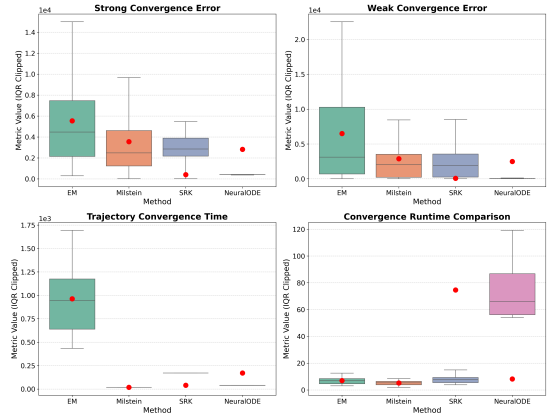 Strong Convergence Error
1e4
Metric Value (IQR Clipped)
1.4
1.2
1.0
0.8
0.6
0.4
0.2
0.0
EM Milstein SRK NeuralODE
Method
Weak Convergence Error
1e4
Metric Value (IQR Clipped)
2.0
1.5
1.0
0.5
0.0
EM Milstein SRK NeuralODE
Method
Trajectory Convergence Time
1e3
Metric Value (IQR Clipped)
1.75
1.50
1.25
1.00
0.75
0.50
0.25
0.00
EM Milstein SRK NeuralODE
Method
Convergence Runtime Comparison
Metric Value (IQR Clipped)
120
100
80
60
40
20
0
EM Milstein SRK NeuralODE
Method